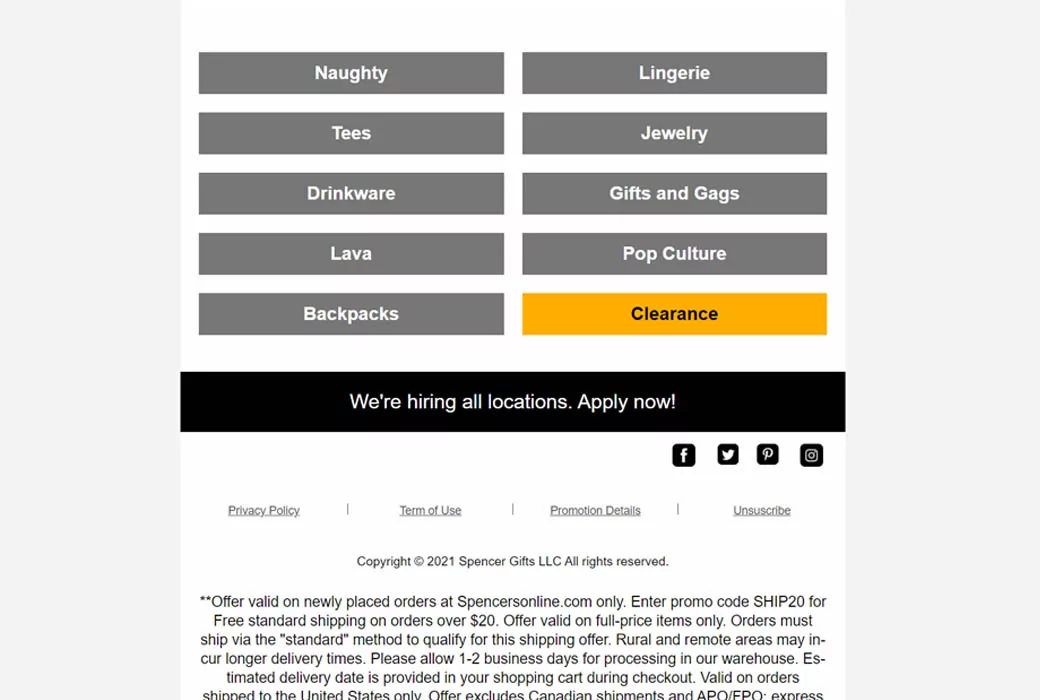 Naughty
Lingerie
Tees
Jewelry
Drinkware
Gifts and Gags
Lava
Pop Culture
Backpacks
Clearance
We're hiring all locations. Apply now!
Privacy Policy | Term of Use | Promotion Details | Unsuscribe
Copyright © 2021 Spencer Gifts LLC All rights reserved.
**Offer valid on newly placed orders at Spencersonline.com only. Enter promo code SHIP20 for
Free standard shipping on orders over $20. Offer valid on full-price items only. Orders must
ship via the "standard" method to qualify for this shipping offer. Rural and remote areas may in-
cur longer delivery times. Please allow 1-2 business days for processing in our warehouse. Es-
timated delivery date is provided in your shopping cart during checkout. Valid on orders
shipped to the United States only. Offer excludes Canadian shipments and APO/FPO; express